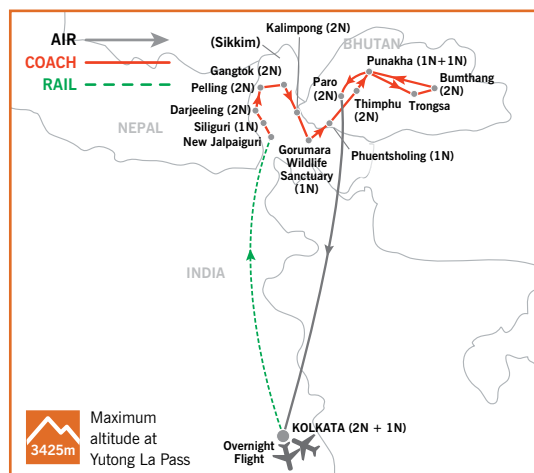 AIR
COACH
RAIL
Kalimpong (2N)
(Sikkim)
BHUTAN
Gangtok (2N)
Punakha (1N+1N)
Pelling (2N)
Paro
(2N)
Bumthang
(2N)
Darjeeling (2N)
Thimphu
(2N)
Trongsa
NEPAL
Siliguri (1N)
New Jalpaiguri
Gorumara
Wildlife
Sanctuary
(1N)
Phuentsholing (1N)
INDIA
KOLKATA (2N + 1N)
Overnight
Flight
3425m
Maximum
altitude at
Yutong La Pass